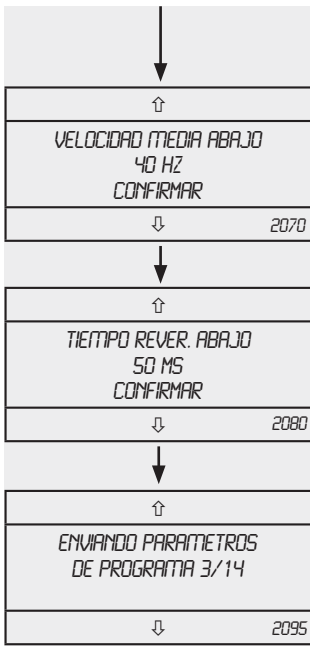 ⇧
VELOCIDAD MEDIA ABAJO
40 HZ
CONFIRMAR
⇩ 2070
⇧
TIEMPO REVER. ABAJO
50 MS
CONFIRMAR
⇩ 2080
⇧
ENVIANDO PARAMETROS
DE PROGRAMA 3/14
⇩ 2095